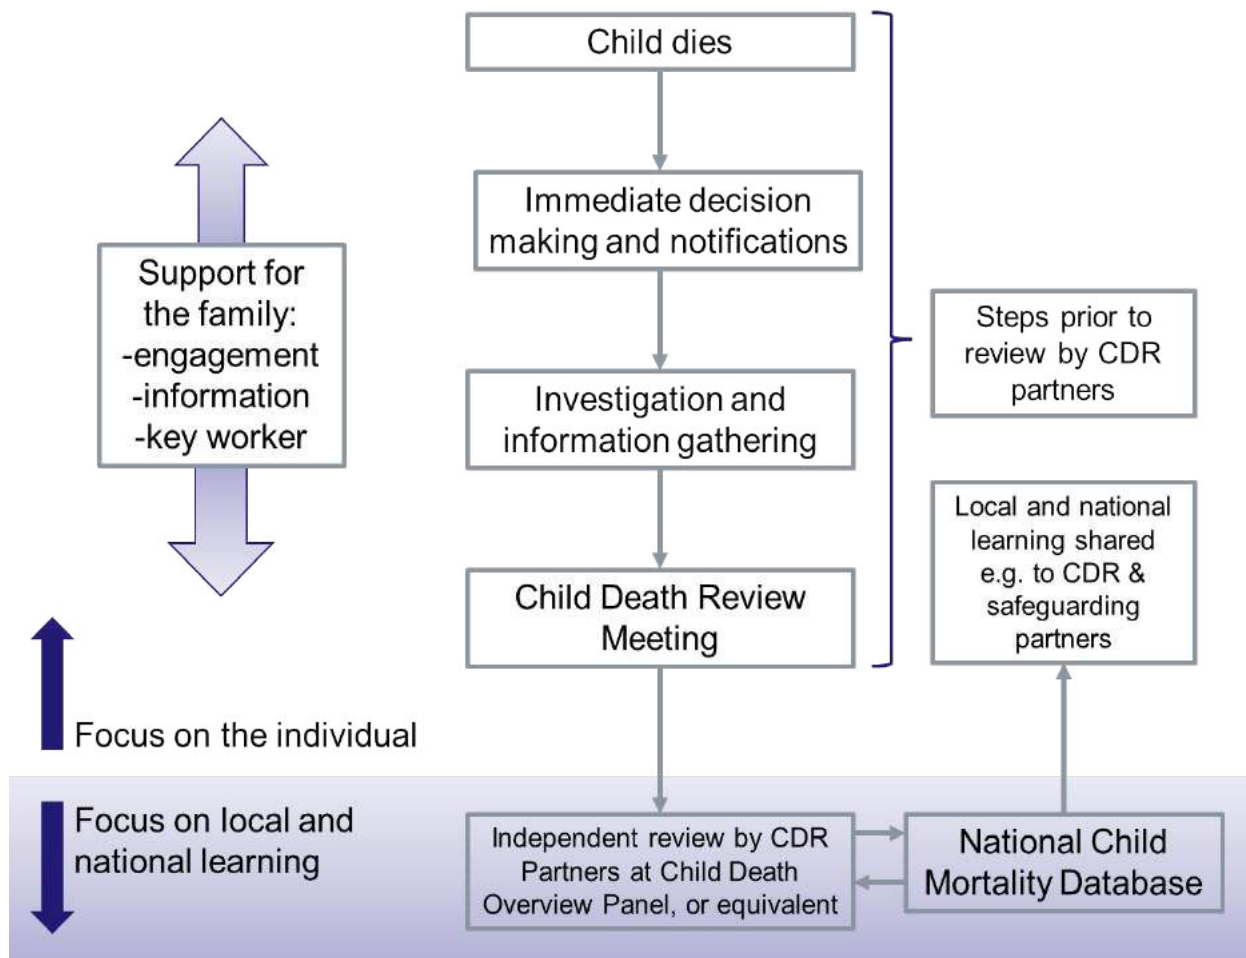 Child dies
Immediate decision
making and notifications
Support for
the family:
-engagement
-information
-key worker
Steps prior to
review by CDR
partners
Investigation and
information gathering
Local and national
learning shared
e.g. to CDR &
safeguarding
partners
Child Death Review
Meeting
Focus on the individual
Focus on local and
national learning
Independent review by CDR
Partners at Child Death
Overview Panel, or equivalent
National Child
Mortality Database